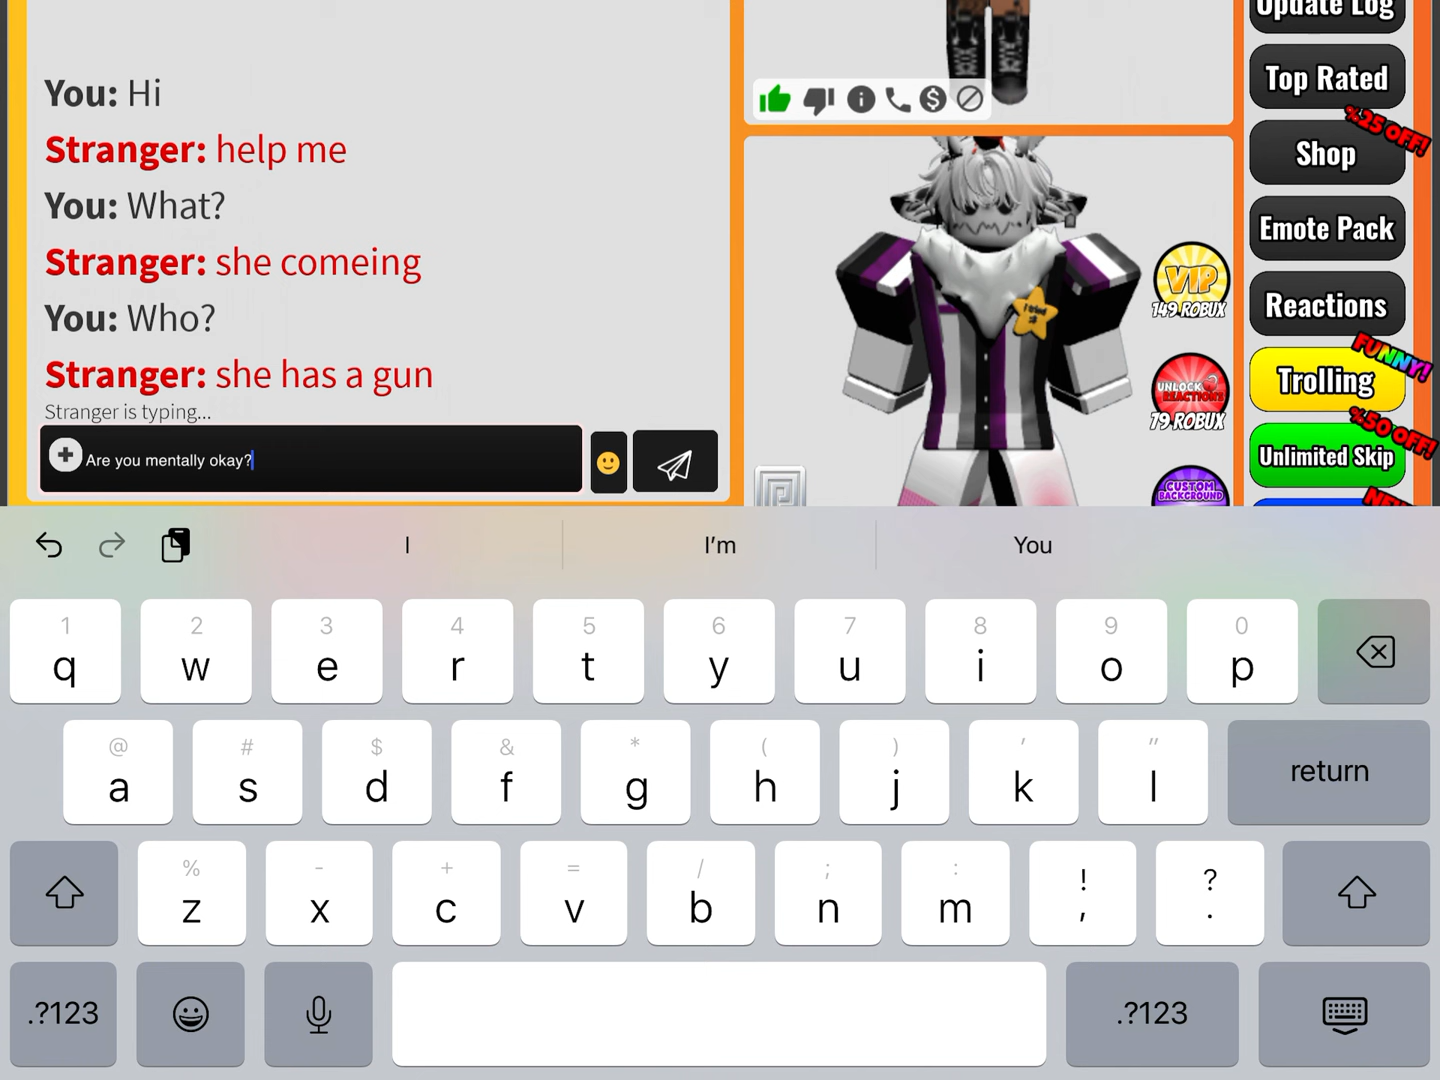 You: Hi
Stranger: help me
You: What?
Stranger: she comeing
You: Who?
Stranger: she has a gun
Stranger is typing...
Are you mentally okay?
I tried
VIP
149 ROBUX
UNLOCK
REACTIONS
79 ROBUX
CUSTOM
BACKGROUND
Update Log
Top Rated
%25 OFF!
Shop
Emote Pack
Reactions
FUNNY!
Trolling
%50 OFF!
Unlimited Skip
I
I'm
You
1 2 3 4 5 6 7 8 9 0
q w e r t y u i o p
@ # $ & * ( ) ' "
a s d f g h j k l return
% - + = / ; : ! ?
z x c v b n m , .
.?123 .?123